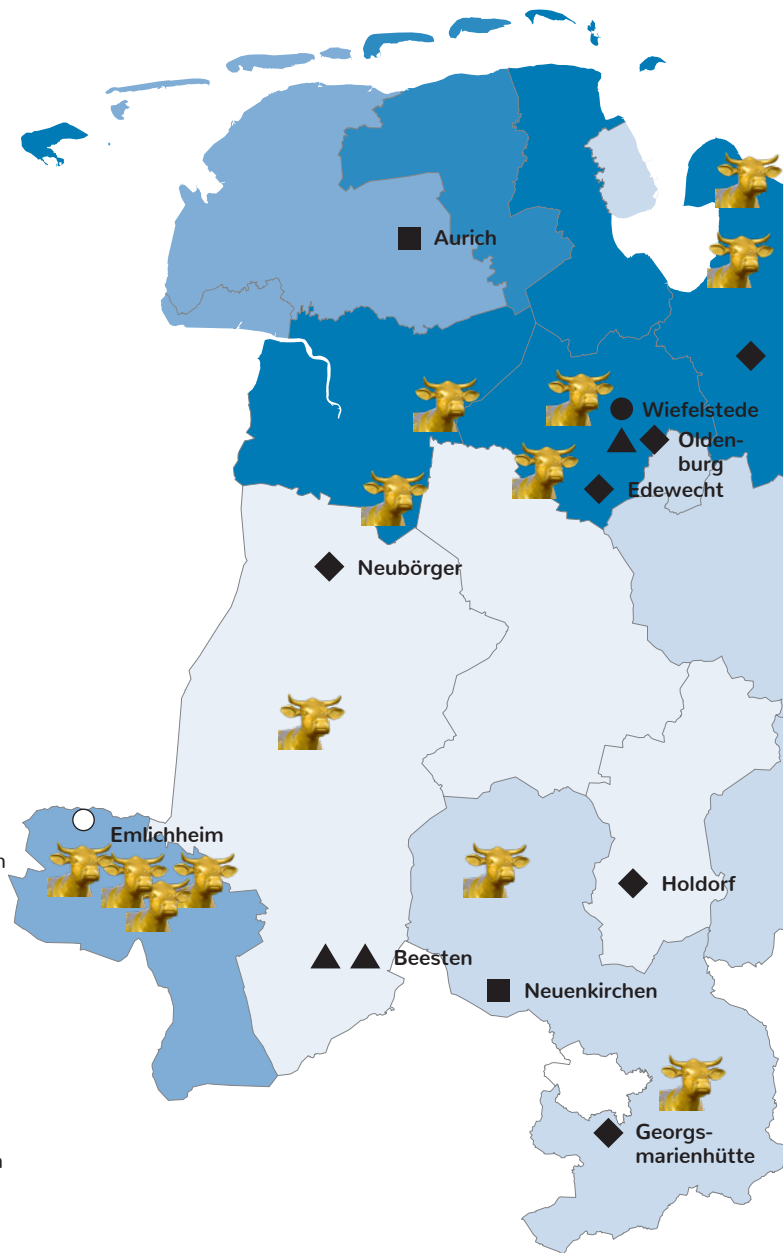 Aurich
Wiefelstede
Olden-
burg
Edewecht
Neubörger
Emlichheim
n
Holdorf
Beesten
Neuenkirchen
Georgs-
marienhütte
n